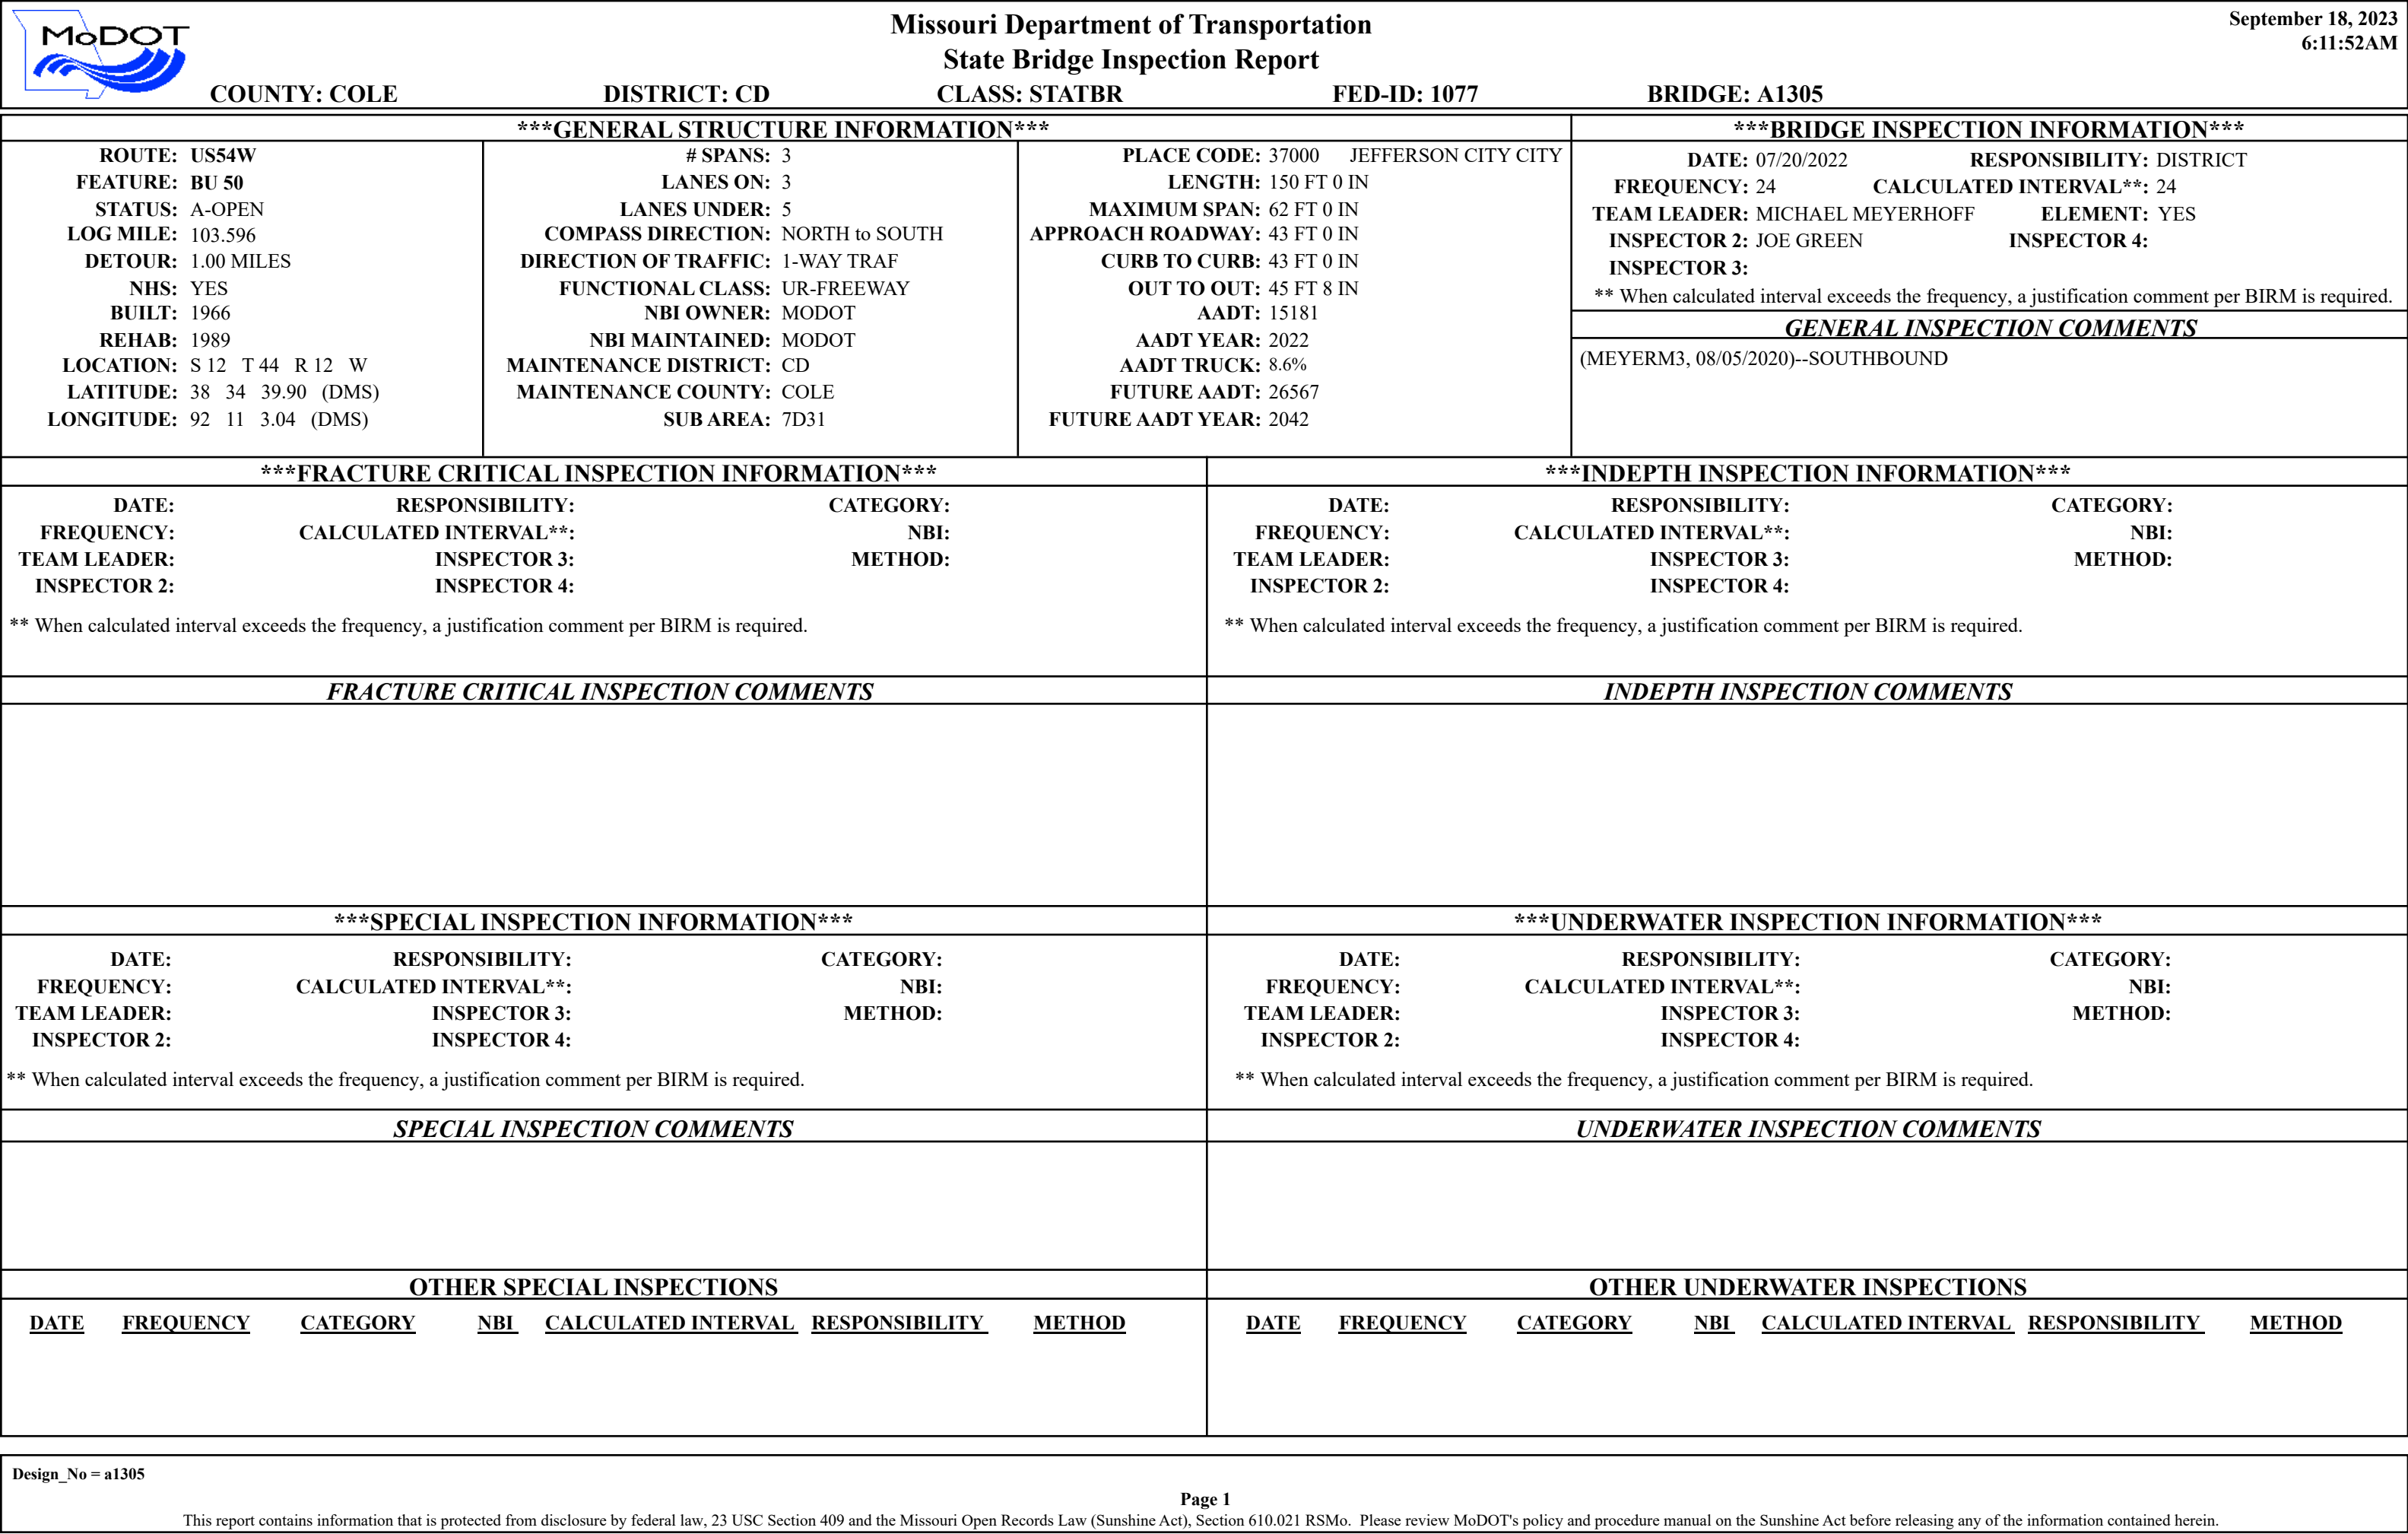 MoDOT
Missouri Department of Transportation
State Bridge Inspection Report
September 18, 2023
6:11:52AM
COUNTY: COLE DISTRICT: CD CLASS: STATBR FED-ID: 1077 BRIDGE: A1305
***GENERAL STRUCTURE INFORMATION***
ROUTE: US54W
FEATURE: BU 50
STATUS: A-OPEN
LOG MILE: 103.596
DETOUR: 1.00 MILES
NHS: YES
BUILT: 1966
REHAB: 1989
LOCATION: S 12 T 44 R 12 W
LATITUDE: 38 34 39.90 (DMS)
LONGITUDE: 92 11 3.04 (DMS)
# SPANS: 3
LANES ON: 3
LANES UNDER: 5
COMPASS DIRECTION: NORTH to SOUTH
DIRECTION OF TRAFFIC: 1-WAY TRAF
FUNCTIONAL CLASS: UR-FREEWAY
NBI OWNER: MODOT
NBI MAINTAINED: MODOT
MAINTENANCE DISTRICT: CD
MAINTENANCE COUNTY: COLE
SUB AREA: 7D31
PLACE CODE: 37000 JEFFERSON CITY CITY
LENGTH: 150 FT 0 IN
MAXIMUM SPAN: 62 FT 0 IN
APPROACH ROADWAY: 43 FT 0 IN
CURB TO CURB: 43 FT 0 IN
OUT TO OUT: 45 FT 8 IN
AADT: 15181
AADT YEAR: 2022
AADT TRUCK: 8.6%
FUTURE AADT: 26567
FUTURE AADT YEAR: 2042
***BRIDGE INSPECTION INFORMATION***
DATE: 07/20/2022 RESPONSIBILITY: DISTRICT
FREQUENCY: 24 CALCULATED INTERVAL**: 24
TEAM LEADER: MICHAEL MEYERHOFF ELEMENT: YES
INSPECTOR 2: JOE GREEN INSPECTOR 4:
INSPECTOR 3:
** When calculated interval exceeds the frequency, a justification comment per BIRM is required.
GENERAL INSPECTION COMMENTS
(MEYERM3, 08/05/2020)--SOUTHBOUND
***FRACTURE CRITICAL INSPECTION INFORMATION***
DATE: RESPONSIBILITY: CATEGORY:
FREQUENCY: CALCULATED INTERVAL**: NBI:
TEAM LEADER: INSPECTOR 3: METHOD:
INSPECTOR 2: INSPECTOR 4:
** When calculated interval exceeds the frequency, a justification comment per BIRM is required.
FRACTURE CRITICAL INSPECTION COMMENTS
***INDEPTH INSPECTION INFORMATION***
DATE: RESPONSIBILITY: CATEGORY:
FREQUENCY: CALCULATED INTERVAL**: NBI:
TEAM LEADER: INSPECTOR 3: METHOD:
INSPECTOR 2: INSPECTOR 4:
** When calculated interval exceeds the frequency, a justification comment per BIRM is required.
INDEPTH INSPECTION COMMENTS
***SPECIAL INSPECTION INFORMATION***
DATE: RESPONSIBILITY: CATEGORY:
FREQUENCY: CALCULATED INTERVAL**: NBI:
TEAM LEADER: INSPECTOR 3: METHOD:
INSPECTOR 2: INSPECTOR 4:
** When calculated interval exceeds the frequency, a justification comment per BIRM is required.
SPECIAL INSPECTION COMMENTS
***UNDERWATER INSPECTION INFORMATION***
DATE: RESPONSIBILITY: CATEGORY:
FREQUENCY: CALCULATED INTERVAL**: NBI:
TEAM LEADER: INSPECTOR 3: METHOD:
INSPECTOR 2: INSPECTOR 4:
** When calculated interval exceeds the frequency, a justification comment per BIRM is required.
UNDERWATER INSPECTION COMMENTS
OTHER SPECIAL INSPECTIONS
DATE FREQUENCY CATEGORY NBI CALCULATED INTERVAL RESPONSIBILITY METHOD
OTHER UNDERWATER INSPECTIONS
DATE FREQUENCY CATEGORY NBI CALCULATED INTERVAL RESPONSIBILITY METHOD
Design_No = a1305
Page 1
This report contains information that is protected from disclosure by federal law, 23 USC Section 409 and the Missouri Open Records Law (Sunshine Act), Section 610.021 RSMo. Please review MoDOT's policy and procedure manual on the Sunshine Act before releasing any of the information contained herein.